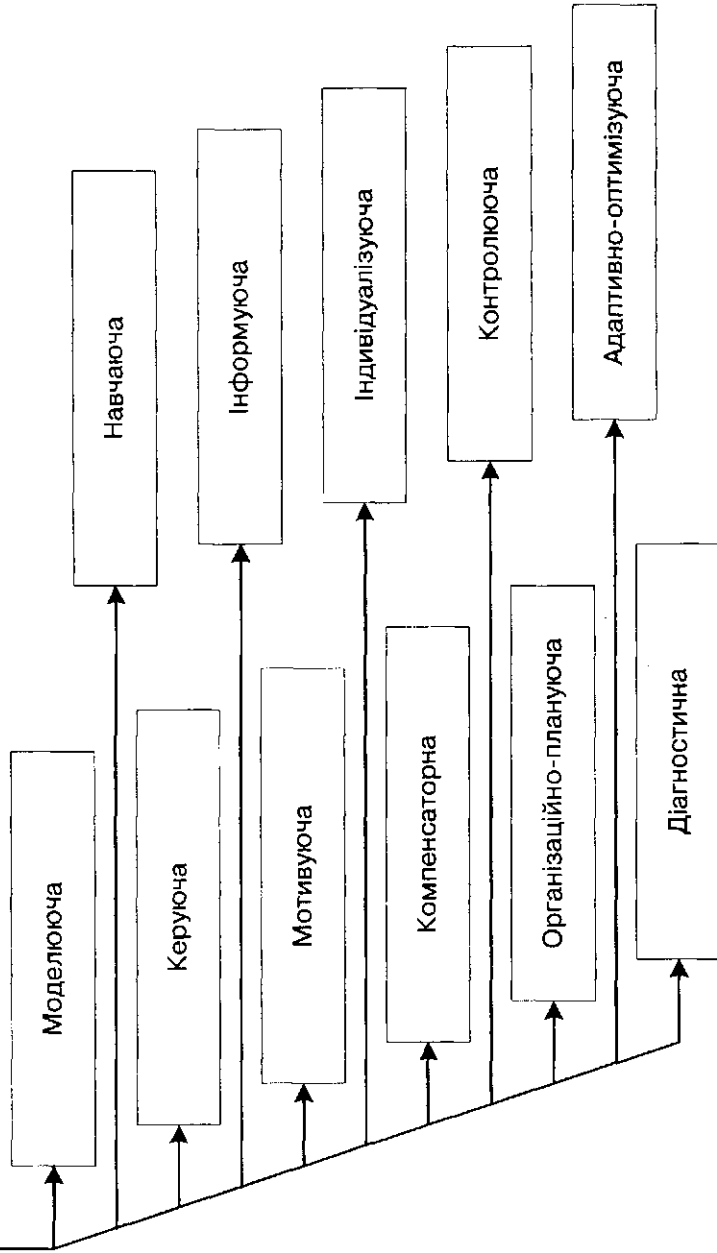 Моделююча
Навчаюча
Керуюча
Інформуюча
Мотивуюча
Індивідуалізуюча
Компенсаторна
Контролююча
Організаційно-плануюча
Адаптивно-оптимізуюча
Діагностична